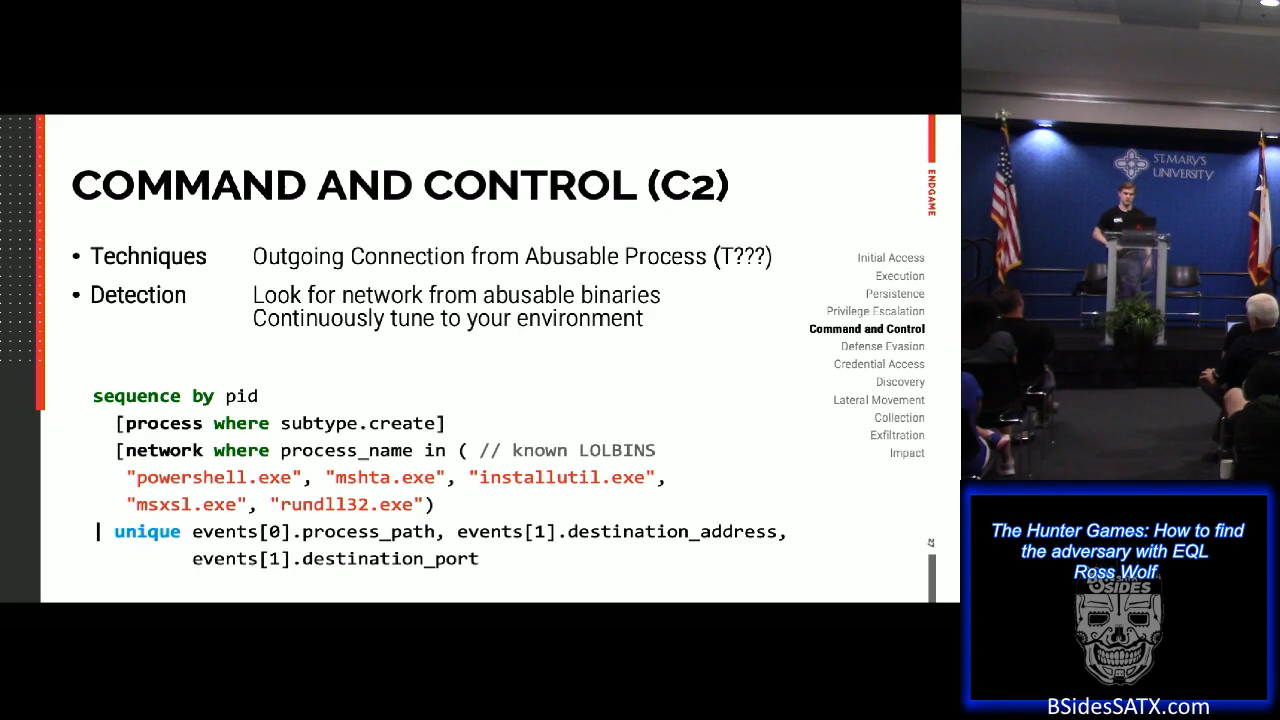 COMMAND AND CONTROL (C2)
• Techniques Outgoing Connection from Abusable Process (T???)
• Detection Look for network from abusable binaries
Continuously tune to your environment
sequence by pid
[process where subtype.create]
[network where process_name in ( // known LOLBINS
"powershell.exe", "mshta.exe", "installutil.exe",
"msxsl.exe", "rundll32.exe")
| unique events[0].process_path, events[1].destination_address,
events[1].destination_port
ENDGAME
Initial Access
Execution
Persistence
Privilege Escalation
Command and Control
Defense Evasion
Credential Access
Discovery
Lateral Movement
Collection
Exfiltration
Impact
27
ST. MARY'S
UNIVERSITY
The Hunter Games: How to find
the adversary with EQL
Ross Wolf
BSIDES
BSidesSATX.com